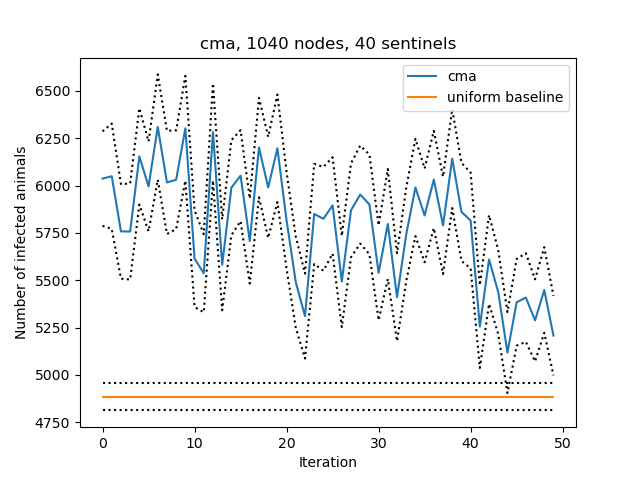 cma, 1040 nodes, 40 sentinels
cma
uniform baseline
Number of infected animals
6500
6250
6000
5750
5500
5250
5000
4750
0 10 20 30 40 50
Iteration